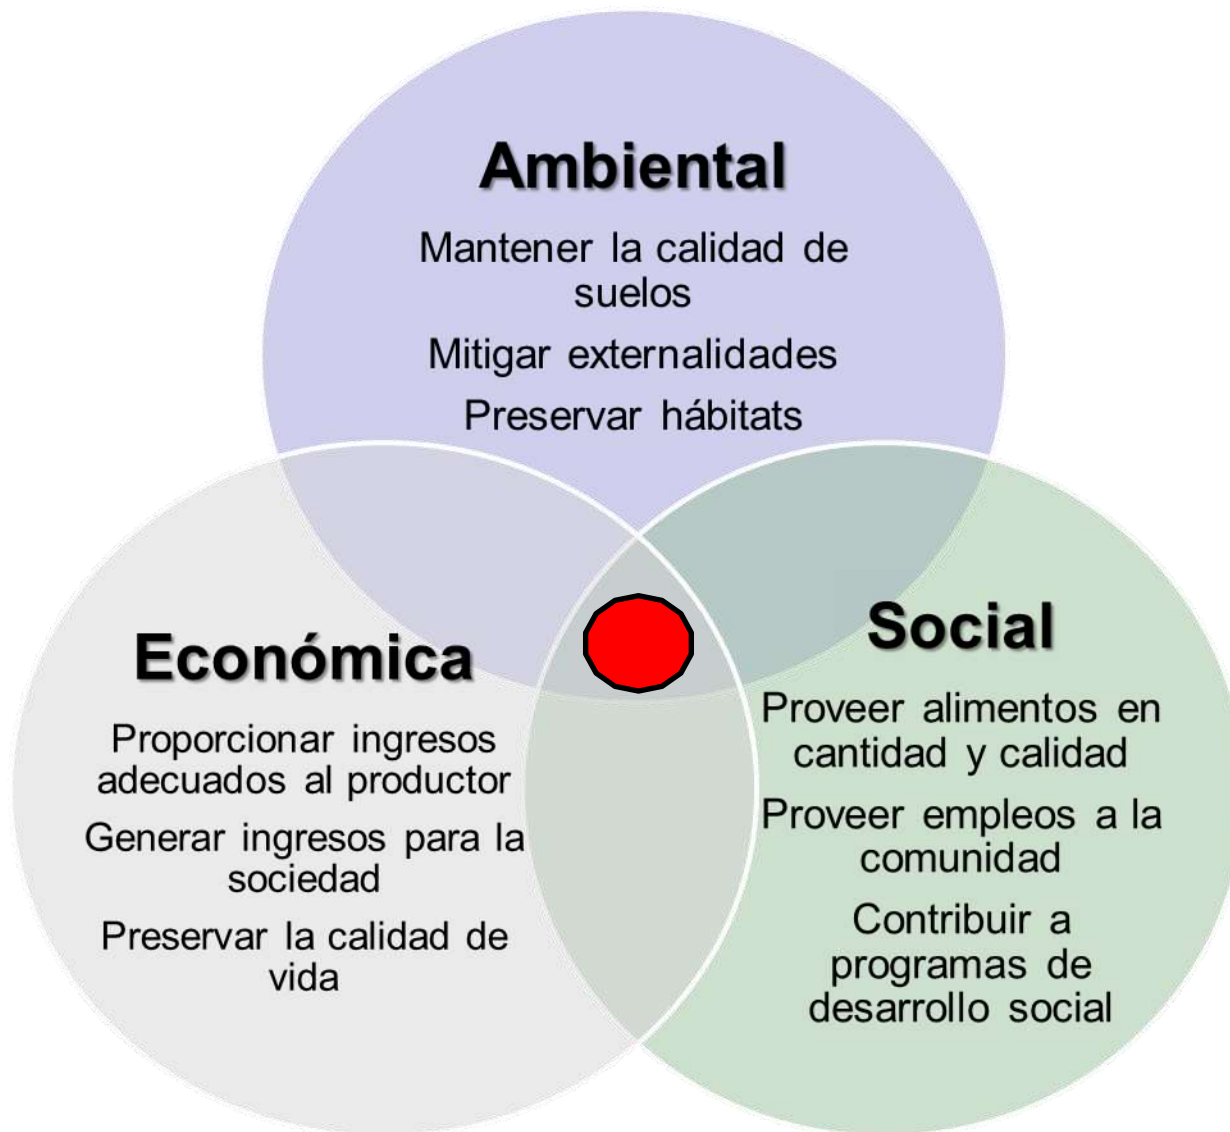 Ambiental
Mantener la calidad de
suelos
Mitigar externalidades
Preservar hábitats
Económica
Proporcionar ingresos
adecuados al productor
Generar ingresos para la
sociedad
Preservar la calidad de
vida
Social
Proveer alimentos en
cantidad y calidad
Proveer empleos a la
comunidad
Contribuir a
programas de
desarrollo social